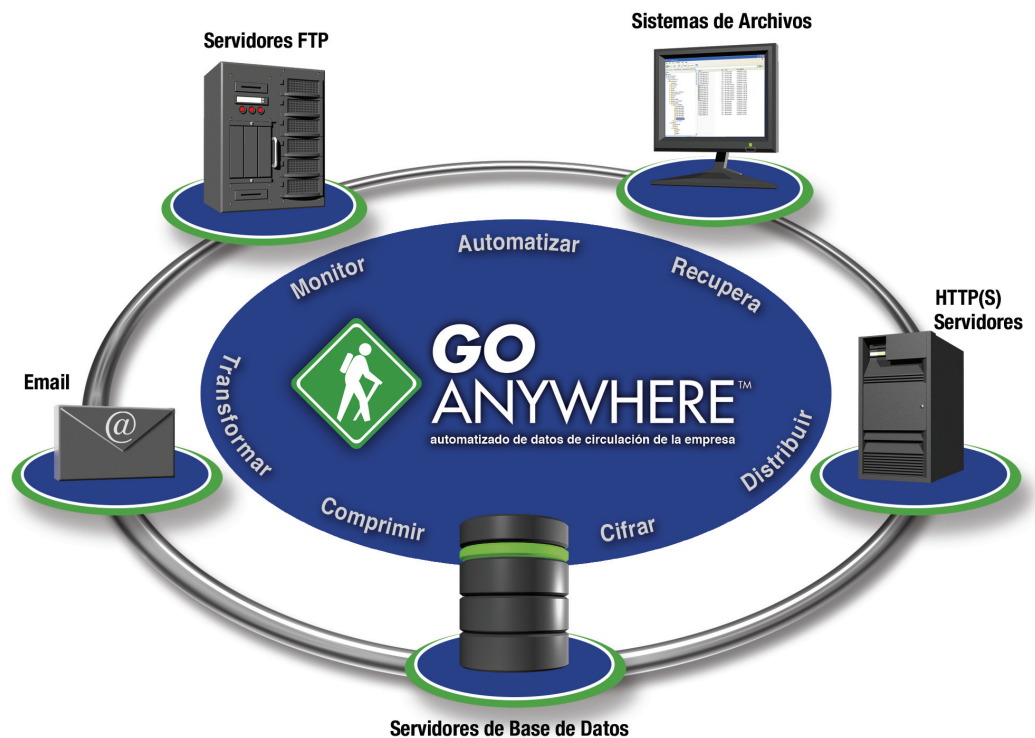 Sistemas de Archivos
Servidores FTP
Automatizar
Monitor
Recupera
HTTP(S)
Servidores
GO
ANYWHERE™
automatizado de datos de circulación de la empresa
Email
@
Transformar
Distribuir
Comprimir
Cifrar
Servidores de Base de Datos